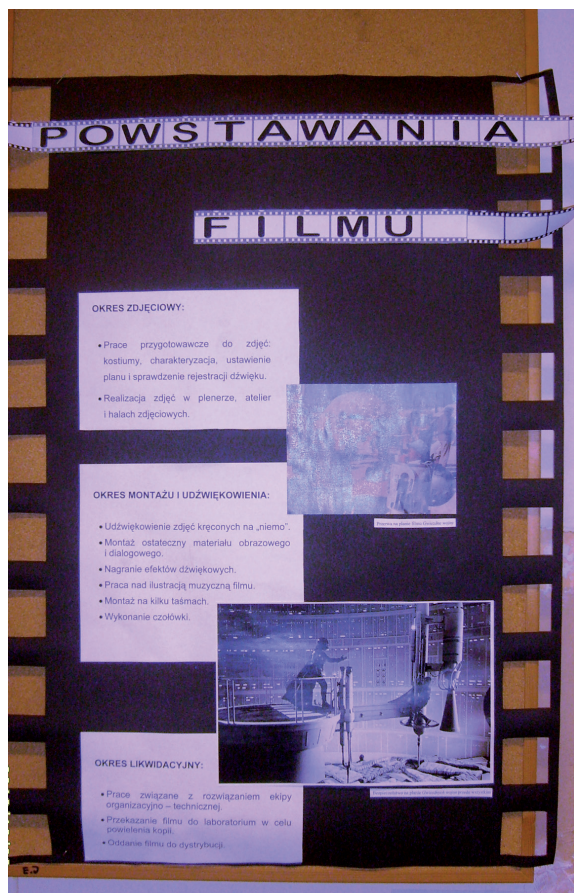 POWSTAWANIA
FILMU
OKRES ZDJĘCIOWY:
• Prace przygotowawcze do zdjęć:
kostiumy, charakteryzacja, ustawienie
planu i sprawdzenie rejestracji dźwięku.
• Realizacja zdjęć w plenerze, atelier
i halach zdjęciowych.
OKRES MONTAŻU I UDŹWIĘKOWIENIA:
• Udźwiękowienie zdjęć kręconych na „niemo”.
• Montaż ostateczny materiału obrazowego
i dialogowego.
• Nagranie efektów dźwiękowych.
• Praca nad ilustracją muzyczną filmu.
• Montaż na kilku taśmach.
• Wykonanie czołówki.
OKRES LIKWIDACYJNY:
• Prace związane z rozwiązaniem ekipy
organizacyjno – technicznej.
• Przekazanie filmu do laboratorium w celu
powielenia kopii.
• Oddanie filmu do dystrybucji.